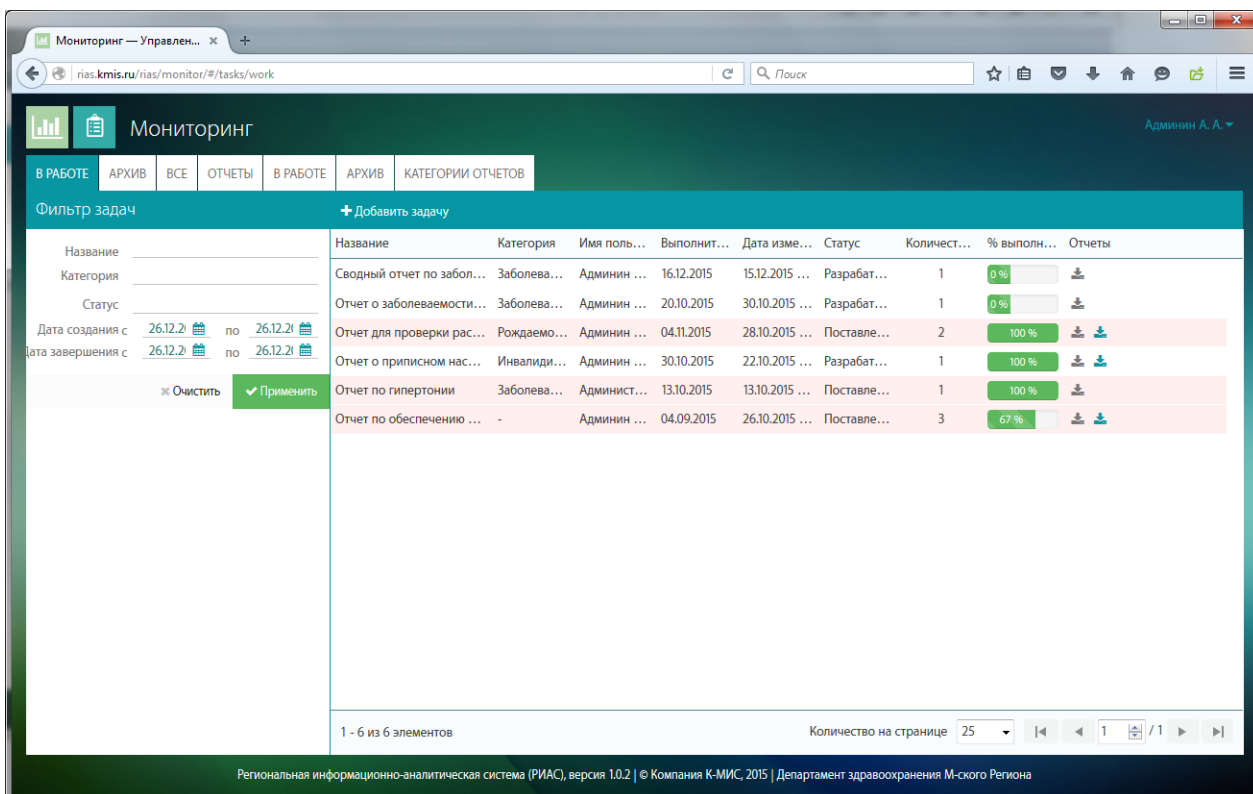 Мониторинг — Управлен...
rias.kmis.ru/rias/monitor/#/tasks/work
Поиск
Мониторинг
Админин А. А.
В РАБОТЕ АРХИВ ВСЕ ОТЧЕТЫ В РАБОТЕ АРХИВ КАТЕГОРИИ ОТЧЕТОВ
Фильтр задач
Добавить задачу
Название
Категория
Статус
Дата создания с 26.12.2 по 26.12.2
ата завершения с 26.12.2 по 26.12.2
Очистить Применить
Название Категория Имя поль... Выполнит... Дата изме... Статус Количест... % выполн... Отчеты
Сводный отчет по забол... Заболева... Админин ... 16.12.2015 15.12.2015 ... Разрабат... 1 0 %
Отчет о заболеваемости... Заболева... Админин ... 20.10.2015 30.10.2015 ... Разрабат... 1 0 %
Отчет для проверки рас... Рождаемо... Админин ... 04.11.2015 28.10.2015 ... Поставле... 2 100 %
Отчет о приписном нас... Инвалиди... Админин ... 30.10.2015 22.10.2015 ... Разрабат... 1 100 %
Отчет по гипертонии Заболева... Админист... 13.10.2015 13.10.2015 ... Поставле... 1 100 %
Отчет по обеспечению ... - Админин ... 04.09.2015 26.10.2015 ... Поставле... 3 67 %
1 - 6 из 6 элементов
Количество на странице 25 1 / 1
Региональная информационно-аналитическая система (РИАС), версия 1.0.2 | © Компания К-МИС, 2015 | Департамент здравоохранения М-ского Региона